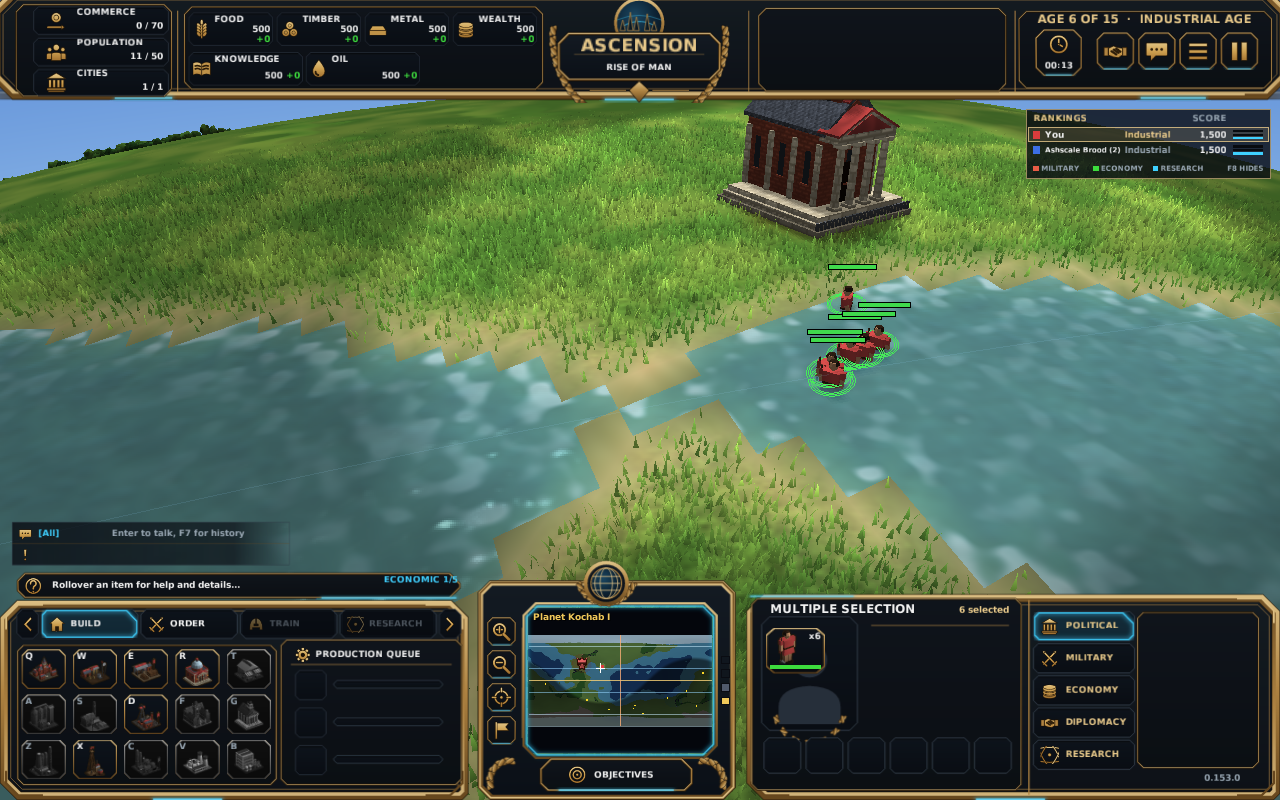 COMMERCE
0 / 70
POPULATION
11 / 50
CITIES
1 / 1
FOOD
500
+0
TIMBER
500
+0
METAL
500
+0
WEALTH
500
+0
KNOWLEDGE
500 +0
OIL
500 +0
ASCENSION
RISE OF MAN
AGE 6 OF 15 · INDUSTRIAL AGE
00:13
RANKINGS SCORE
You Industrial 1,500
Ashscale Brood (2) Industrial 1,500
MILITARY ECONOMY RESEARCH F8 HIDES
[All] Enter to talk, F7 for history
!
Rollover an item for help and details...
ECONOMIC 1/5
BUILD ORDER TRAIN RESEARCH
Q W E R T
A S D F G
Z X C V B
PRODUCTION QUEUE
Planet Kochab I
OBJECTIVES
MULTIPLE SELECTION 6 selected
x6
POLITICAL
MILITARY
ECONOMY
DIPLOMACY
RESEARCH
0.153.0